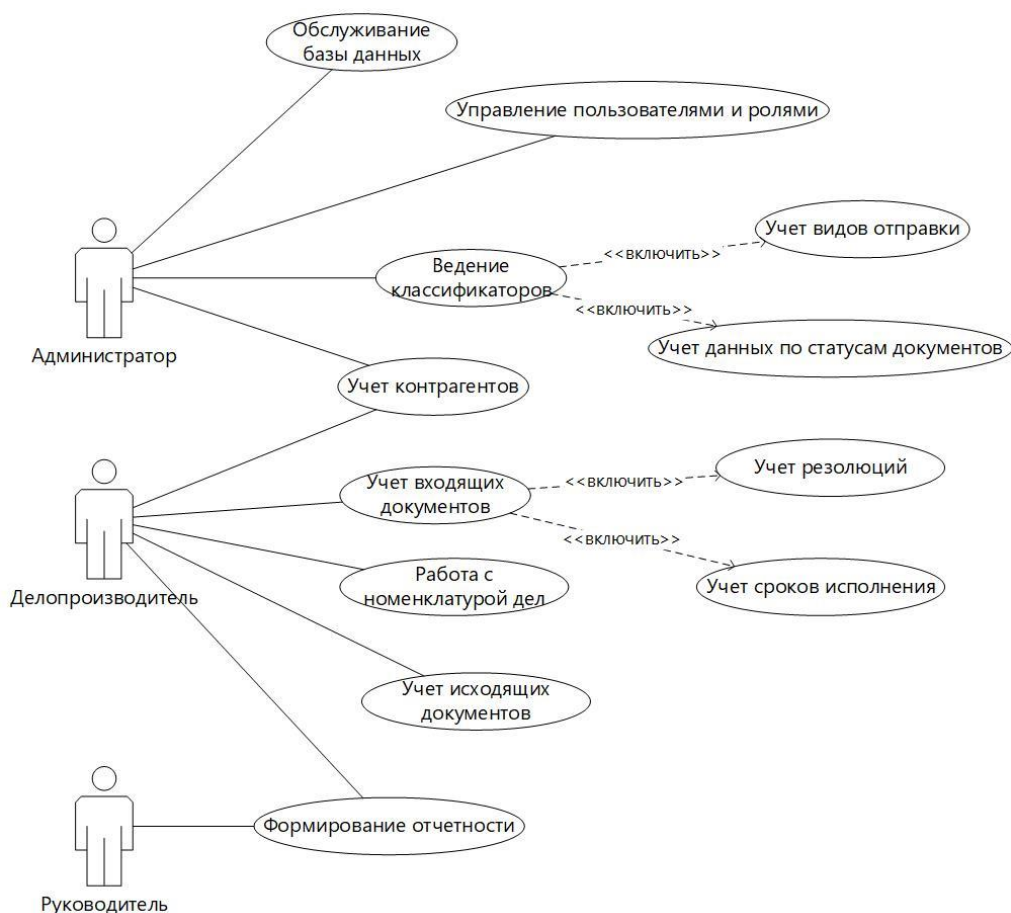 Обслуживание
базы данных
Управление пользователями и ролями
Учет видов отправки
<<включить>>
Ведение
классификаторов
<<включить>>
Учет данных по статусам документов
Администратор
Учет контрагентов
Учет резолюций
<<включить>>
Учет входящих
документов
<<включить>>
Работа с
номенклатурой дел
Учет сроков исполнения
Делопроизводитель
Учет исходящих
документов
Формирование отчетности
Руководитель